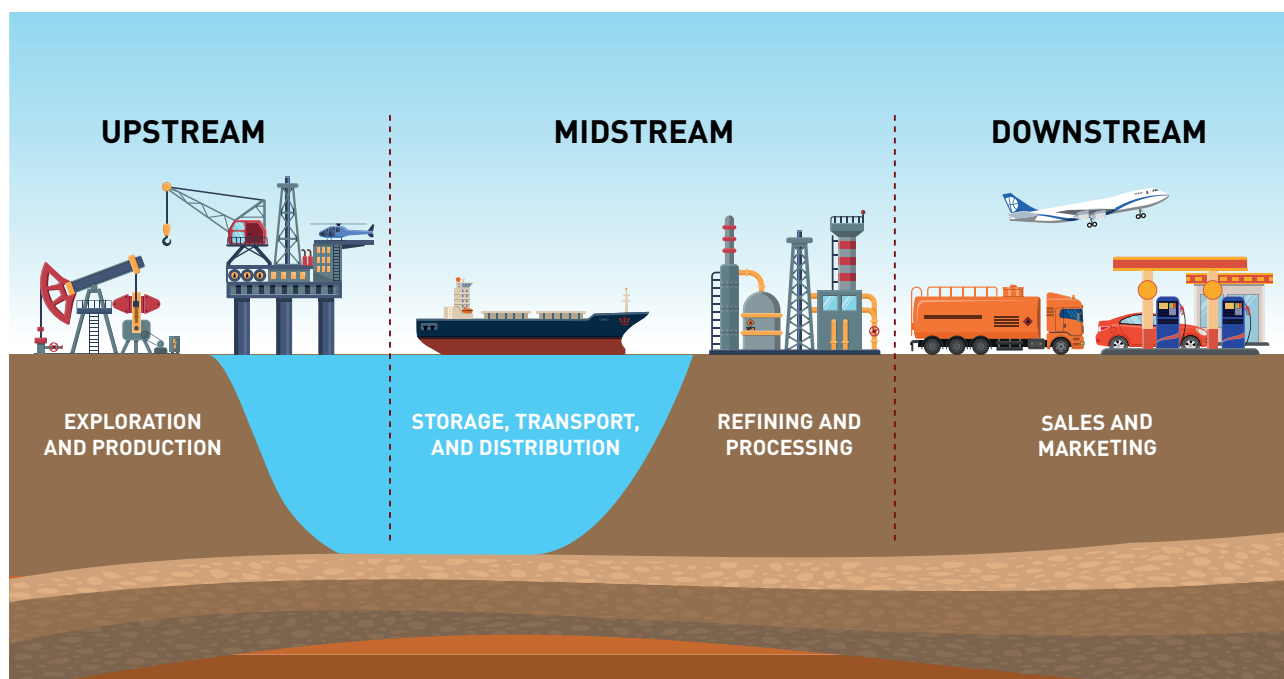 UPSTREAM
MIDSTREAM
DOWNSTREAM
EXPLORATION
AND PRODUCTION
STORAGE, TRANSPORT,
AND DISTRIBUTION
REFINING AND
PROCESSING
SALES AND
MARKETING